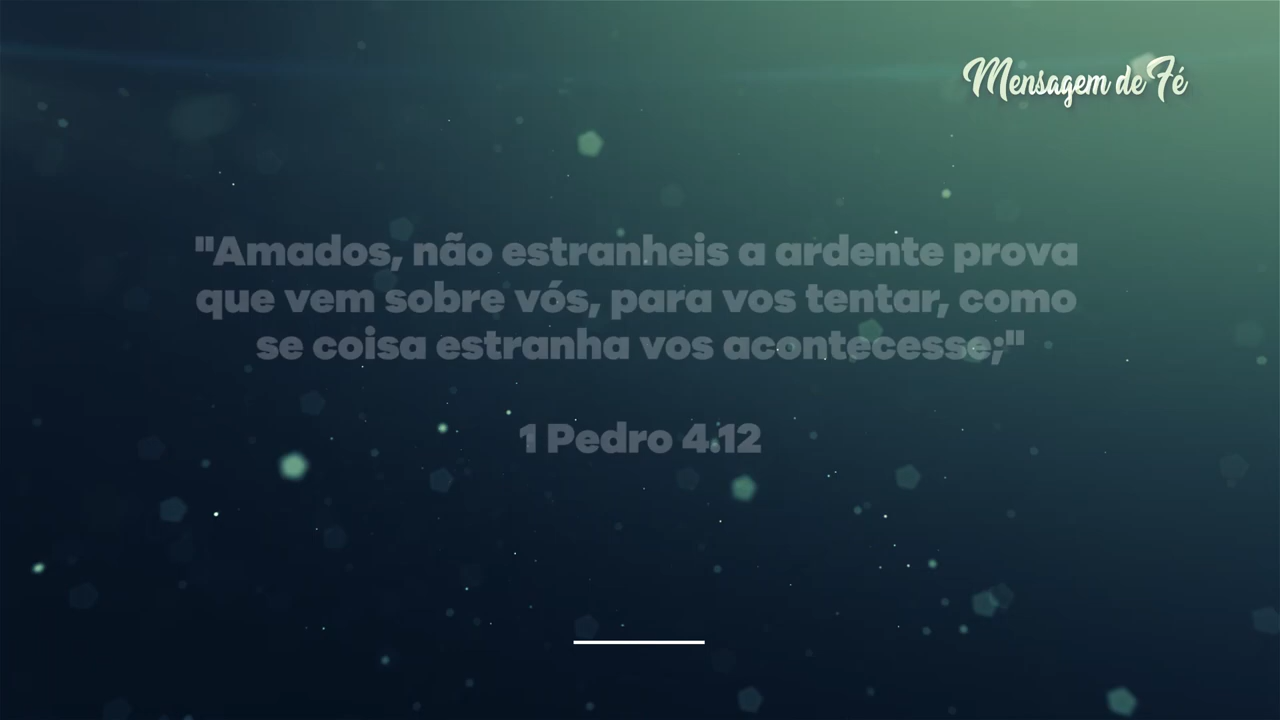 Mensagem de Fé
"Amados, não estranheis a ardente prova
que vem sobre vós, para vos tentar, como
se coisa estranha vos acontecesse;"
1 Pedro 4.12